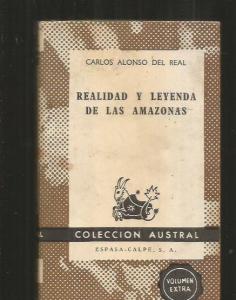 CARLOS ALONSO DEL REAL
REALIDAD Y LEYENDA
DE LAS AMAZONAS
L
COLECCION AUSTRAL
ESPASA-CALPE, S. A.
VOLUMEN
EXTRA